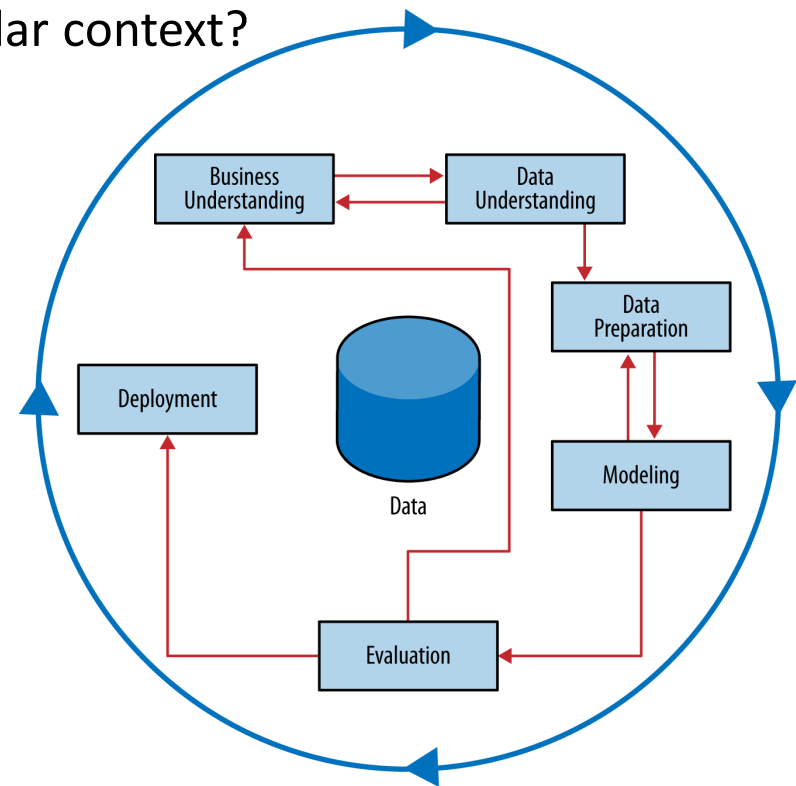 lar context?
Business
Understanding
Data
Understanding
Data
Preparation
Deployment
Modeling
Data
Evaluation